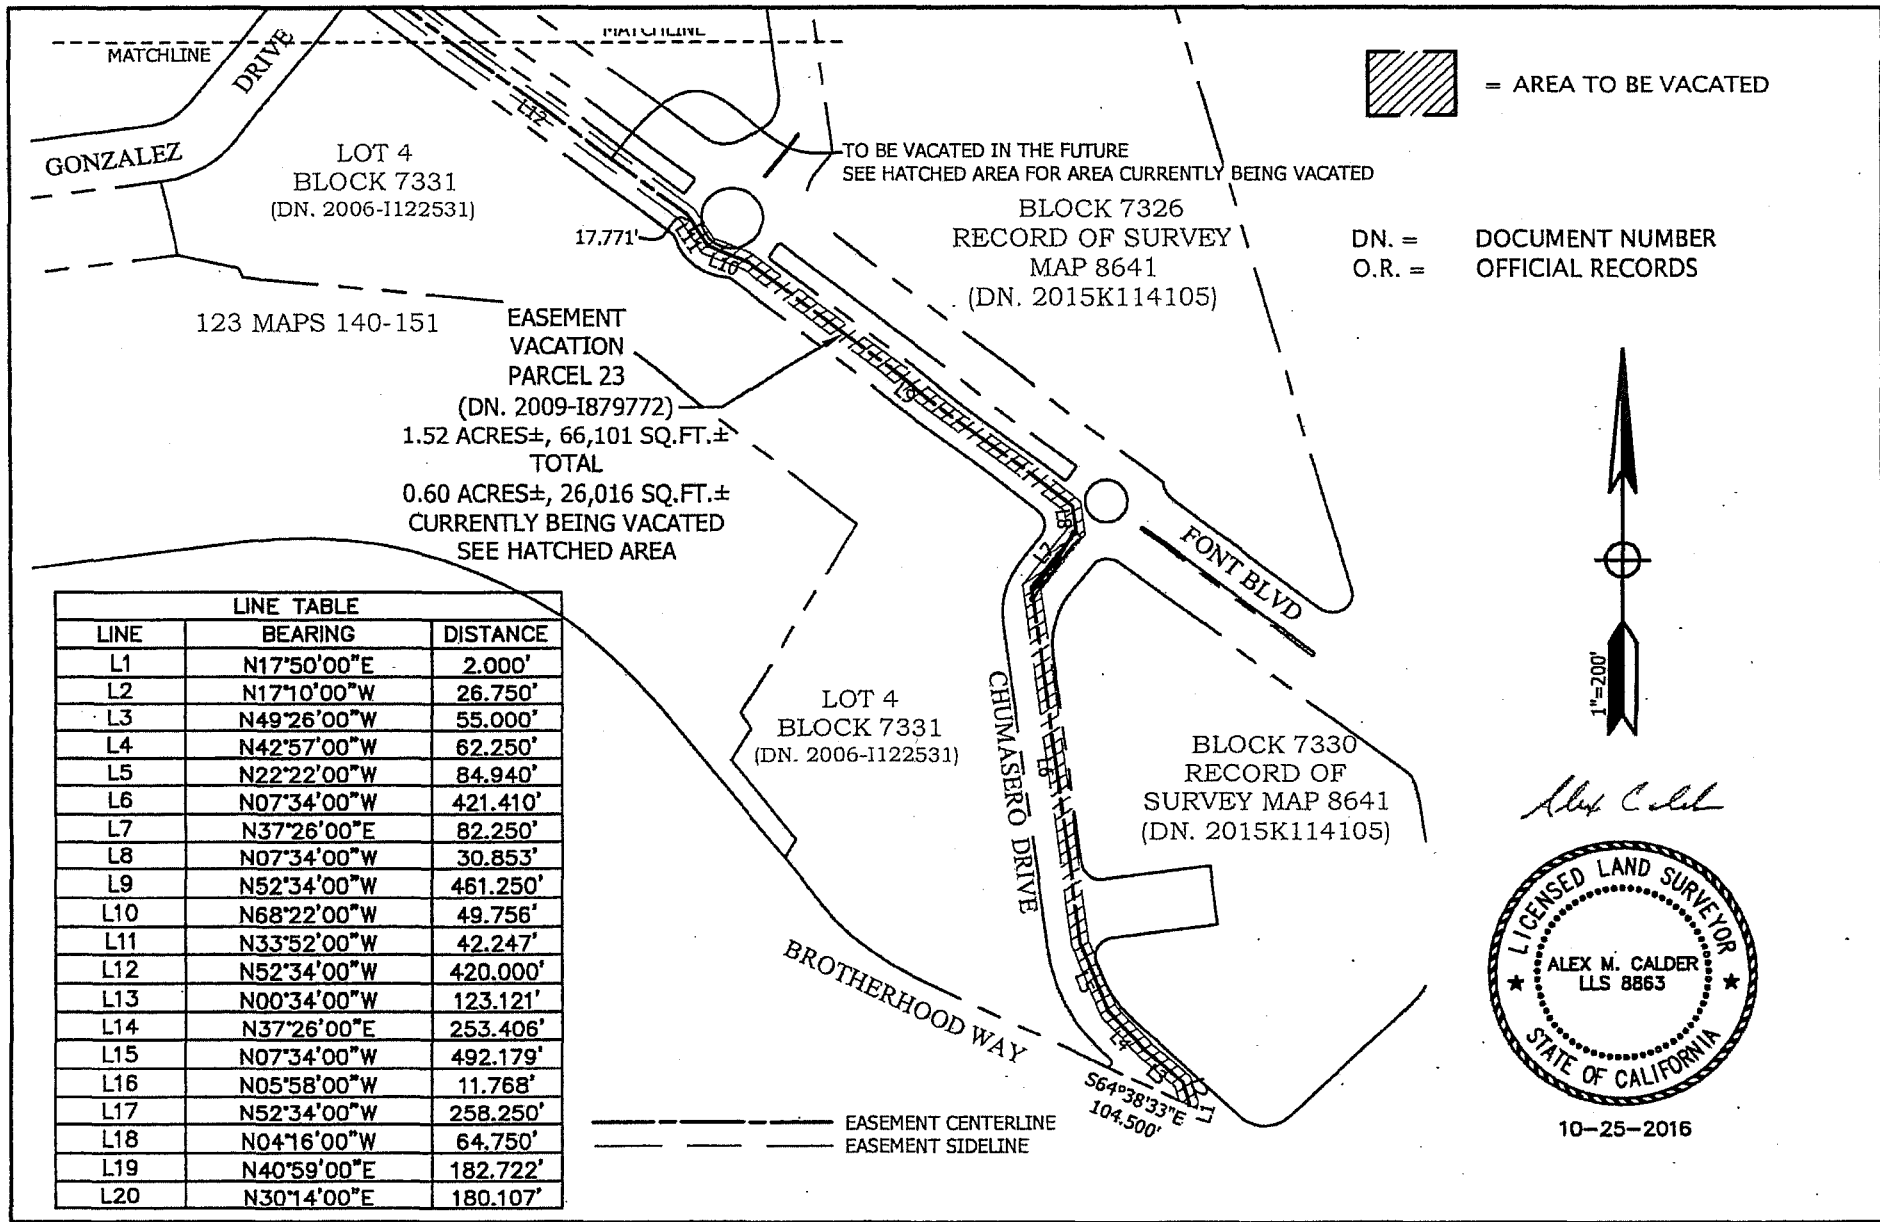 MATCHLINE
MATCHLINE
DRIVE
GONZALEZ
LOT 4
BLOCK 7331
(DN. 2006-I122531)
L12
17.771'
L11
L10
123 MAPS 140-151
TO BE VACATED IN THE FUTURE
SEE HATCHED AREA FOR AREA CURRENTLY BEING VACATED
BLOCK 7326
RECORD OF SURVEY
MAP 8641
(DN. 2015K114105)
= AREA TO BE VACATED
DN. = DOCUMENT NUMBER
O.R. = OFFICIAL RECORDS
EASEMENT
VACATION
PARCEL 23
(DN. 2009-I879772)
1.52 ACRES±, 66,101 SQ.FT.±
TOTAL
0.60 ACRES±, 26,016 SQ.FT.±
CURRENTLY BEING VACATED
SEE HATCHED AREA
L9
L8
L2
FONT BLVD
LINE TABLE
LINE BEARING DISTANCE
L1 N17°50'00"E 2.000'
L2 N17°10'00"W 26.750'
L3 N49°26'00"W 55.000'
L4 N42°57'00"W 62.250'
L5 N22°22'00"W 84.940'
L6 N07°34'00"W 421.410'
L7 N37°26'00"E 82.250'
L8 N07°34'00"W 30.853'
L9 N52°34'00"W 461.250'
L10 N68°22'00"W 49.756'
L11 N33°52'00"W 42.247'
L12 N52°34'00"W 420.000'
L13 N00°34'00"W 123.121'
L14 N37°26'00"E 253.406'
L15 N07°34'00"W 492.179'
L16 N05°58'00"W 11.768'
L17 N52°34'00"W 258.250'
L18 N04°16'00"W 64.750'
L19 N40°59'00"E 182.722'
L20 N30°14'00"E 180.107'
LOT 4
BLOCK 7331
(DN. 2006-I122531)
CHUMASERO DRIVE
L6
BLOCK 7330
RECORD OF
SURVEY MAP 8641
(DN. 2015K114105)
BROTHERHOOD WAY
L5
L4
L3
L1
S64°38'33"E
104.500'
EASEMENT CENTERLINE
EASEMENT SIDELINE
1"=200'
Alex Calder
LICENSED LAND SURVEYOR
ALEX M. CALDER
LLS 8863
STATE OF CALIFORNIA
10-25-2016